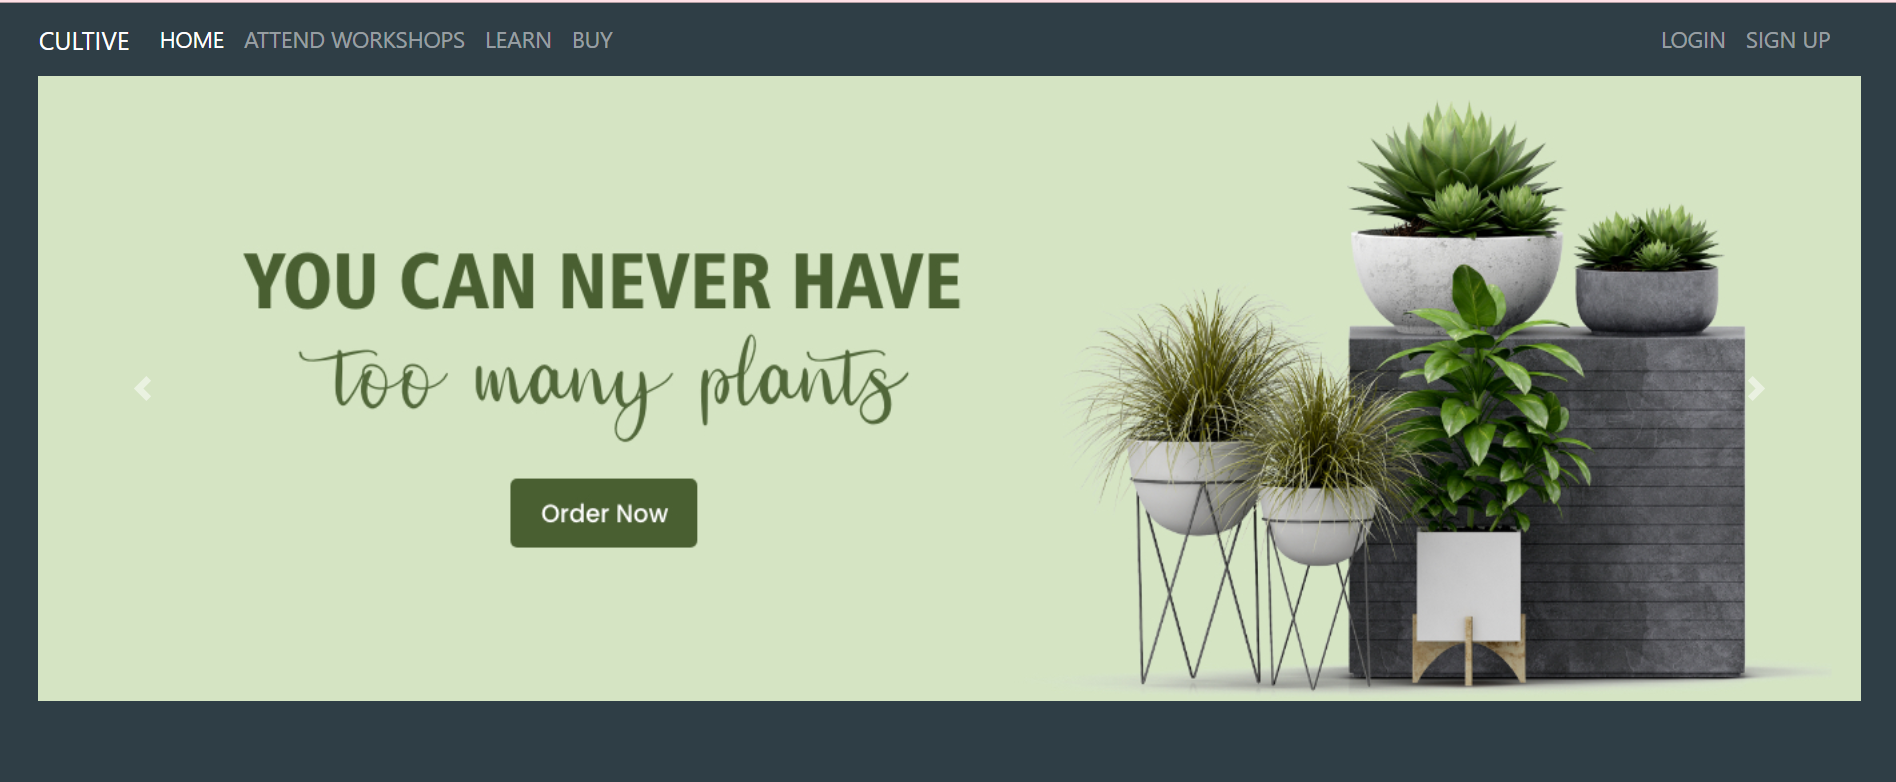 CULTIVE HOME ATTEND WORKSHOPS LEARN BUY LOGIN SIGN UP
YOU CAN NEVER HAVE
too many plants
Order Now